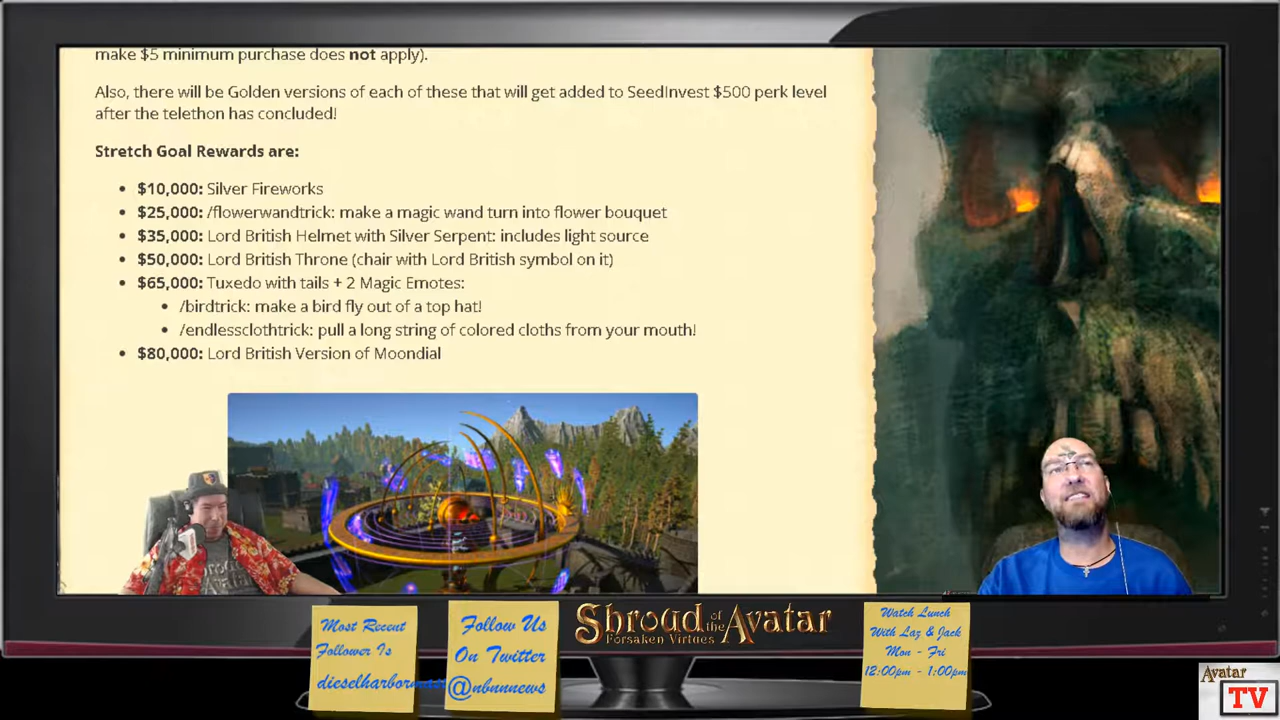 make $5 minimum purchase does not apply).
Also, there will be Golden versions of each of these that will get added to SeedInvest $500 perk level
after the telethon has concluded!
Stretch Goal Rewards are:
$10,000: Silver Fireworks
$25,000: /flowerwandtrick: make a magic wand turn into flower bouquet
$35,000: Lord British Helmet with Silver Serpent: includes light source
$50,000: Lord British Throne (chair with Lord British symbol on it)
$65,000: Tuxedo with tails + 2 Magic Emotes:
/birdtrick: make a bird fly out of a top hat!
/endlessclothtrick: pull a long string of colored cloths from your mouth!
$80,000: Lord British Version of Moondial
Most Recent
Follower Is
Follow Us
On Twitter
@nbnnnews
Shroud of the Avatar
Forsaken Virtues
Watch Lunch
With Laz & Jack
Mon - Fri
12:00pm - 1:00pm
Avatar
TV